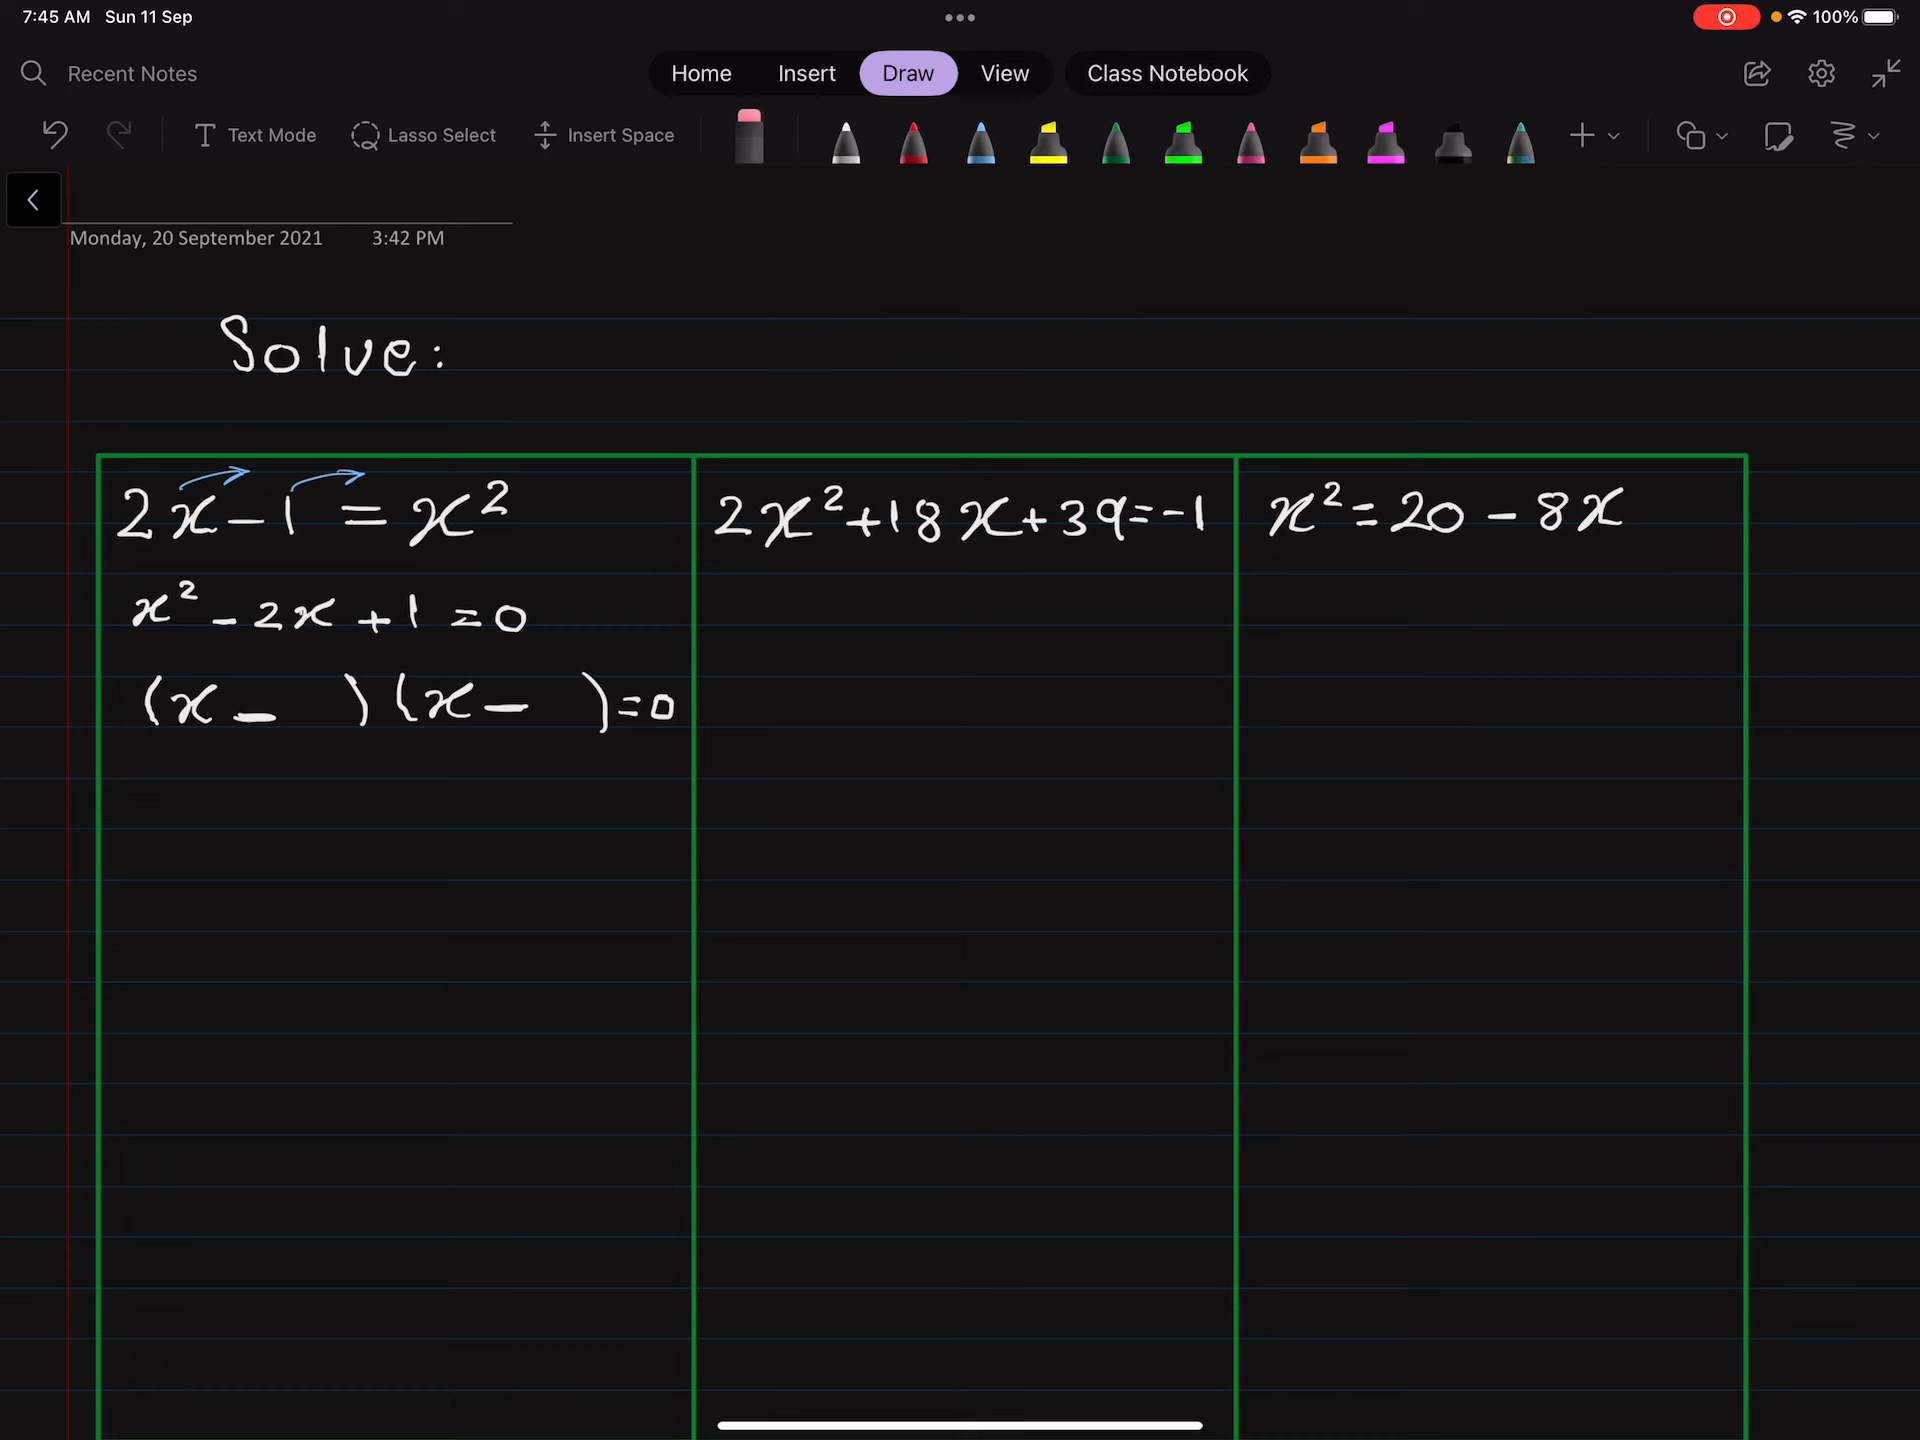 7:45 AM Sun 11 Sep
100%
Recent Notes
Home Insert Draw View Class Notebook
Text Mode Lasso Select Insert Space
Monday, 20 September 2021 3:42 PM
Solve:
2x - 1 = x²
2x² + 18x + 39 = -1
x² = 20 - 8x
x² - 2x + 1 = 0
(x - ) (x - ) = 0